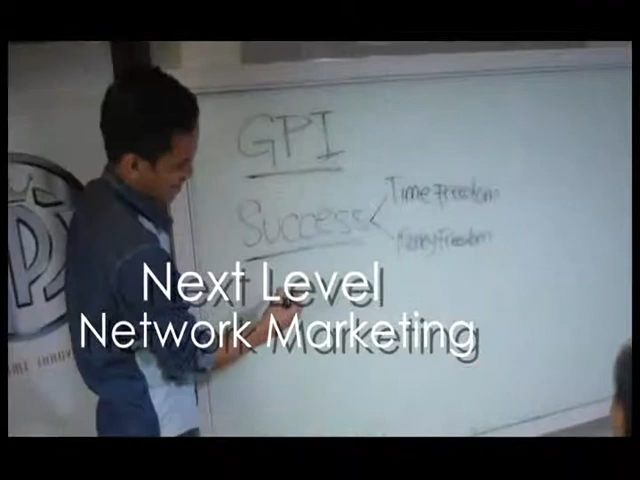 GPI
Success
Time Freedom
Money Freedom
Next Level
Network Marketing